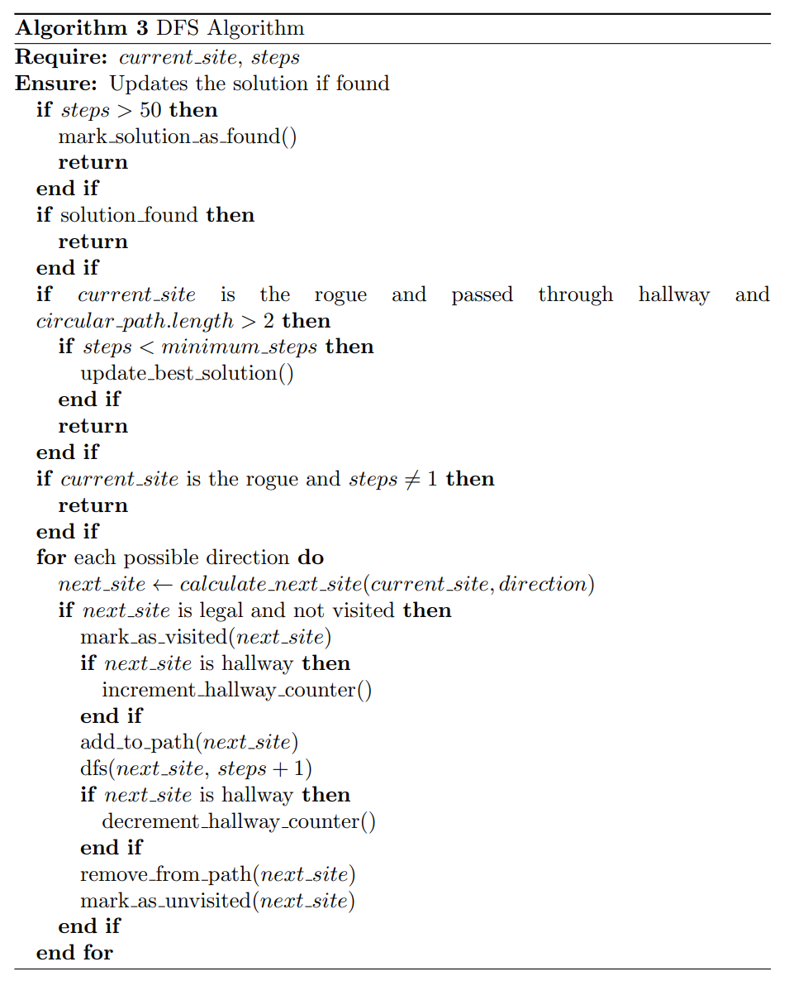 Algorithm 3 DFS Algorithm
Require: current_site, steps
Ensure: Updates the solution if found
if steps > 50 then
mark_solution_as_found()
return
end if
if solution_found then
return
end if
if current_site is the rogue and passed through hallway and
circular_path.length > 2 then
if steps < minimum_steps then
update_best_solution()
end if
return
end if
if current_site is the rogue and steps ≠ 1 then
return
end if
for each possible direction do
next_site ← calculate_next_site(current_site, direction)
if next_site is legal and not visited then
mark_as_visited(next_site)
if next_site is hallway then
increment_hallway_counter()
end if
add_to_path(next_site)
dfs(next_site, steps + 1)
if next_site is hallway then
decrement_hallway_counter()
end if
remove_from_path(next_site)
mark_as_unvisited(next_site)
end if
end for